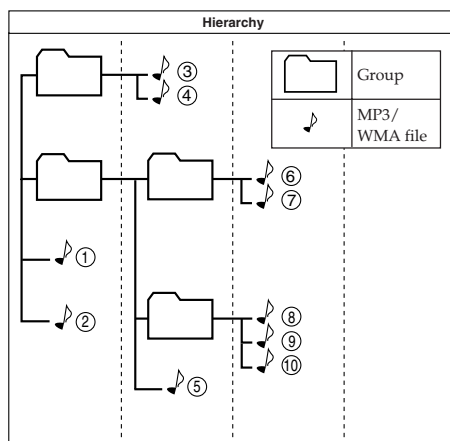 Hierarchy
③
④
Group
MP3/
WMA file
⑥
⑦
①
②
⑧
⑨
⑩
⑤